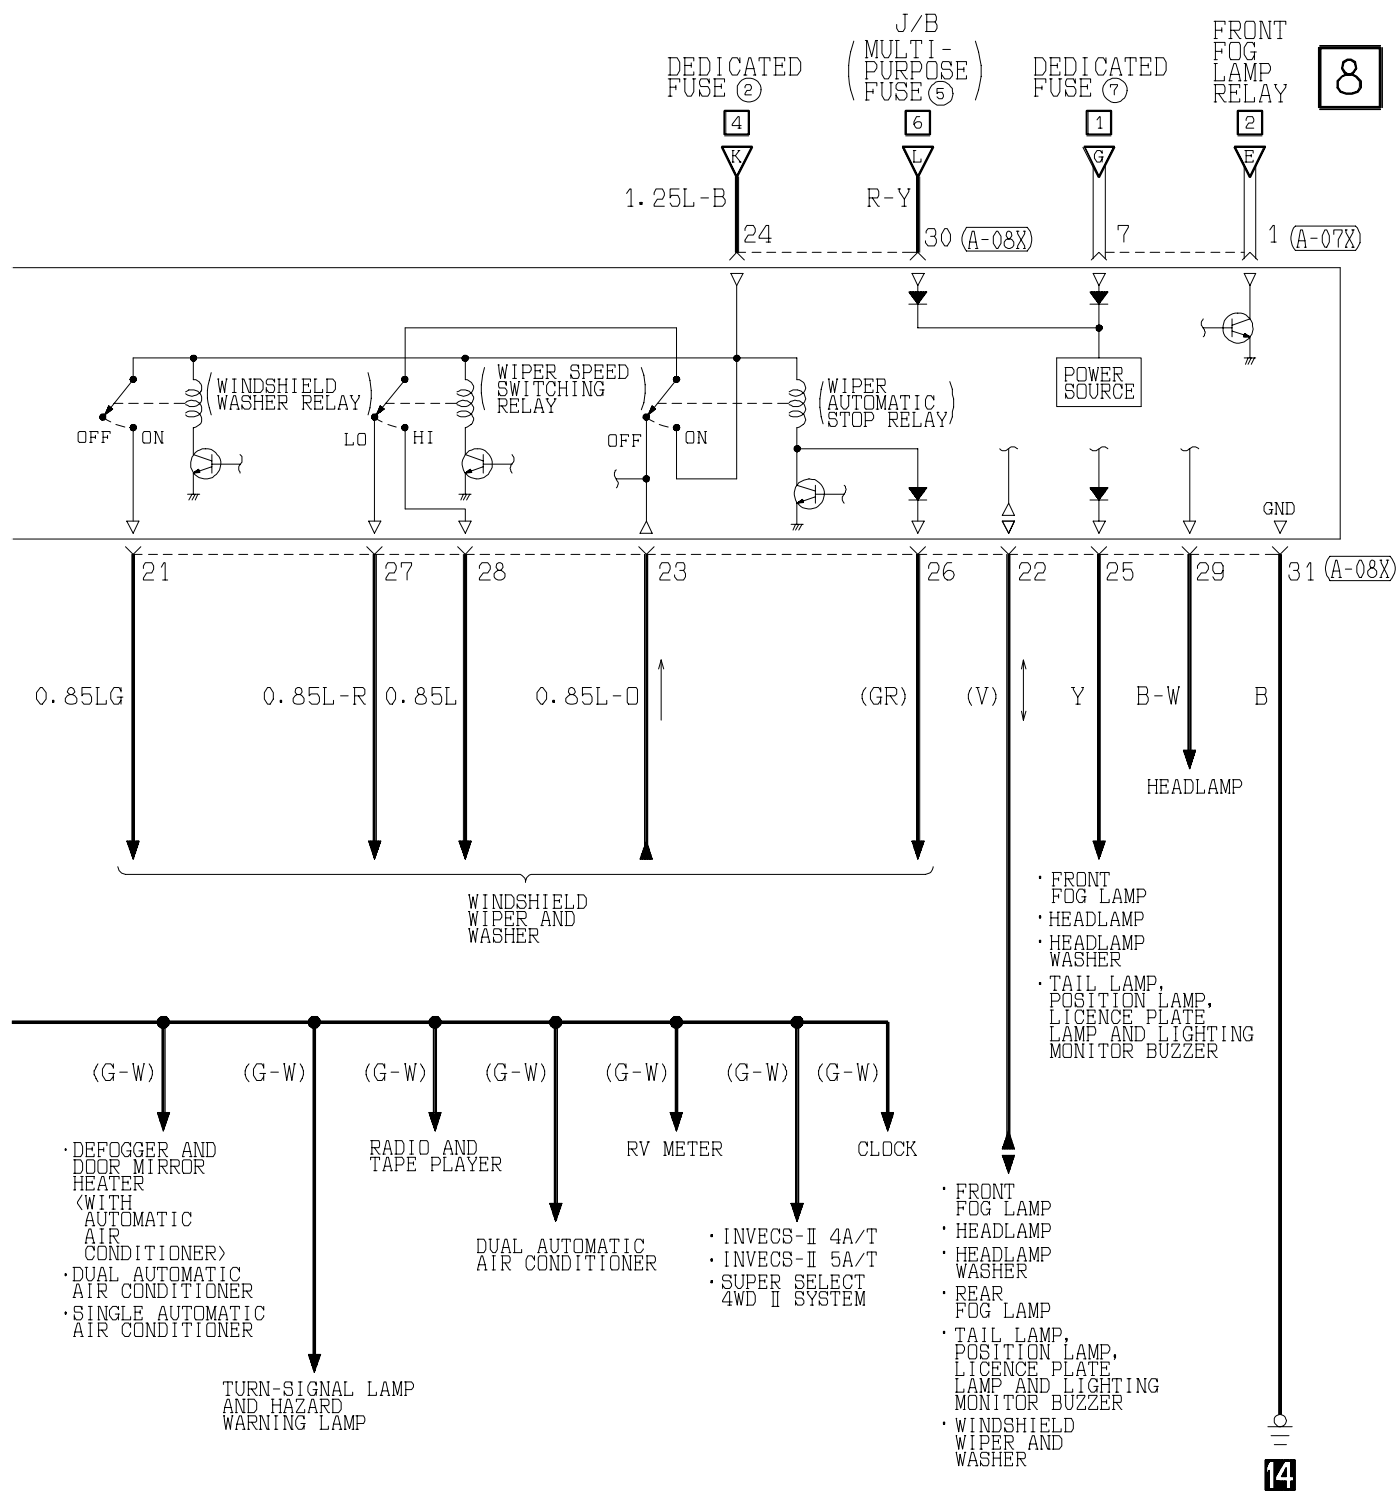 J/B
FRONT
FOG
LAMP
RELAY
8
DEDICATED
FUSE ②
(MULTI-
PURPOSE
FUSE ⑤)
DEDICATED
FUSE ⑦
4
6
1
2
K
L
G
E
1.25L-B
R-Y
24
30
A-08X
7
1
A-07X
(WINDSHIELD
WASHER RELAY)
(WIPER SPEED
SWITCHING
RELAY)
(WIPER
AUTOMATIC
STOP RELAY)
POWER
SOURCE
OFF
ON
LO
HI
OFF
ON
GND
21
27
28
23
26
22
25
29
31
A-08X
0.85LG
0.85L-R
0.85L
0.85L-O
(GR)
(V)
Y
B-W
B
HEADLAMP
WINDSHIELD
WIPER AND
WASHER
·FRONT
FOG LAMP
·HEADLAMP
·HEADLAMP
WASHER
·TAIL LAMP,
POSITION LAMP,
LICENCE PLATE
LAMP AND LIGHTING
MONITOR BUZZER
(G-W)
(G-W)
(G-W)
(G-W)
(G-W)
(G-W)
(G-W)
·DEFOGGER AND
DOOR MIRROR
HEATER
<WITH
AUTOMATIC
AIR
CONDITIONER>
·DUAL AUTOMATIC
AIR CONDITIONER
·SINGLE AUTOMATIC
AIR CONDITIONER
TURN-SIGNAL LAMP
AND HAZARD
WARNING LAMP
RADIO AND
TAPE PLAYER
DUAL AUTOMATIC
AIR CONDITIONER
RV METER
·INVECS-Ⅱ 4A/T
·INVECS-Ⅱ 5A/T
·SUPER SELECT
4WD Ⅱ SYSTEM
CLOCK
·FRONT
FOG LAMP
·HEADLAMP
·HEADLAMP
WASHER
·REAR
FOG LAMP
·TAIL LAMP,
POSITION LAMP,
LICENCE PLATE
LAMP AND LIGHTING
MONITOR BUZZER
·WINDSHIELD
WIPER AND
WASHER
14